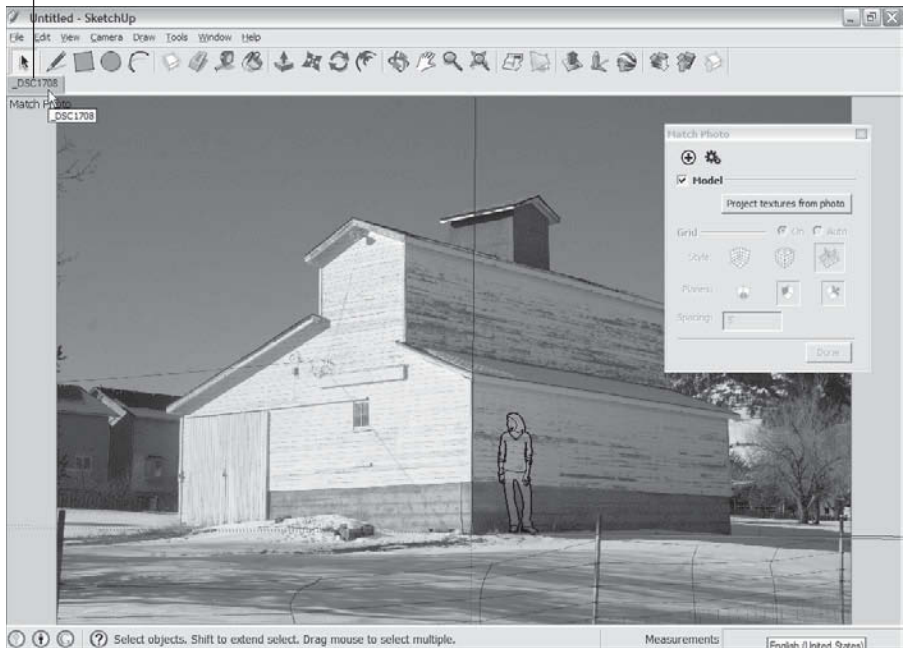 Untitled - SketchUp
File Edit View Camera Draw Tools Window Help
_DSC1708
Match Photo
_DSC1708
Match Photo
Model
Project textures from photo
Grid On Auto
Style:
Planes:
Spacing: 5'
Done
Select objects. Shift to extend select. Drag mouse to select multiple.
Measurements
English (United States)